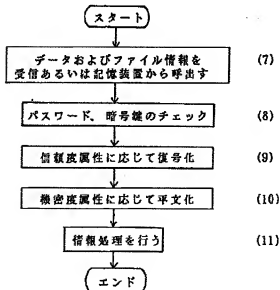 スタート
データおよびファイル情報を
受信あるいは記憶装置から呼出す
(7)
パスワード、暗号鍵のチェック
(8)
信頼度属性に応じて復号化
(9)
機密度属性に応じて平文化
(10)
情報処理を行う
(11)
エンド